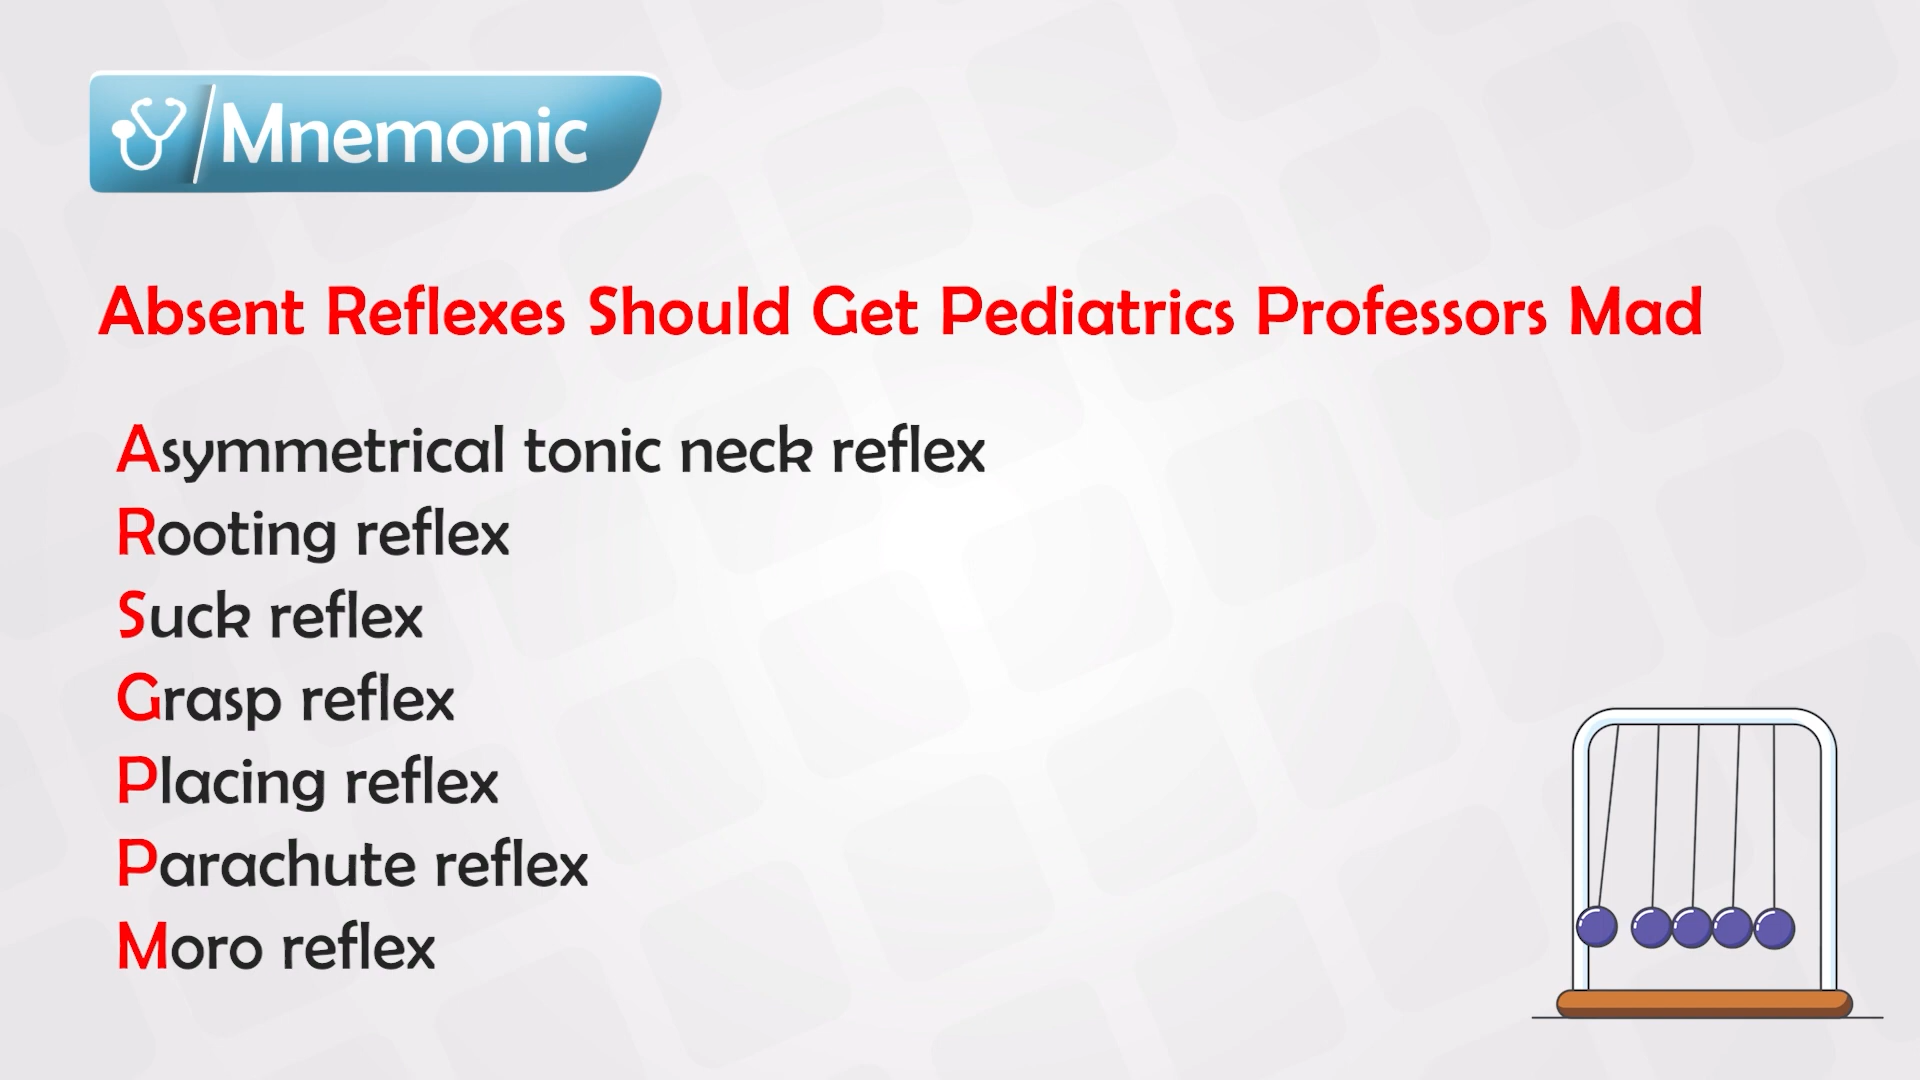 Mnemonic
Absent Reflexes Should Get Pediatrics Professors Mad
Asymmetrical tonic neck reflex
Rooting reflex
Suck reflex
Grasp reflex
Placing reflex
Parachute reflex
Moro reflex